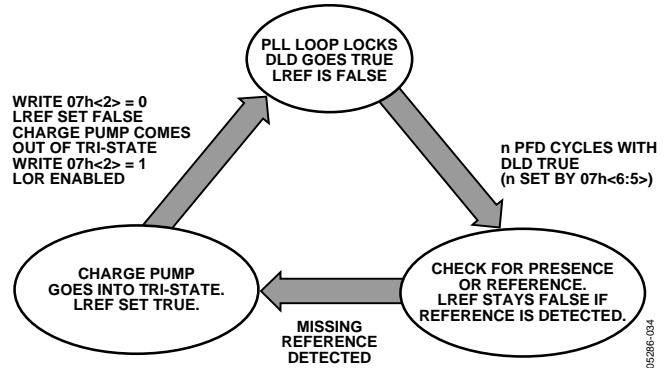 PLL LOOP LOCKS
DLD GOES TRUE
LREF IS FALSE
WRITE 07h<2> = 0
LREF SET FALSE
CHARGE PUMP COMES
OUT OF TRI-STATE
WRITE 07h<2> = 1
LOR ENABLED
n PFD CYCLES WITH
DLD TRUE
(n SET BY 07h<6:5>)
CHARGE PUMP
GOES INTO TRI-STATE.
LREF SET TRUE.
CHECK FOR PRESENCE
OR REFERENCE.
LREF STAYS FALSE IF
REFERENCE IS DETECTED.
MISSING
REFERENCE
DETECTED
05286-034